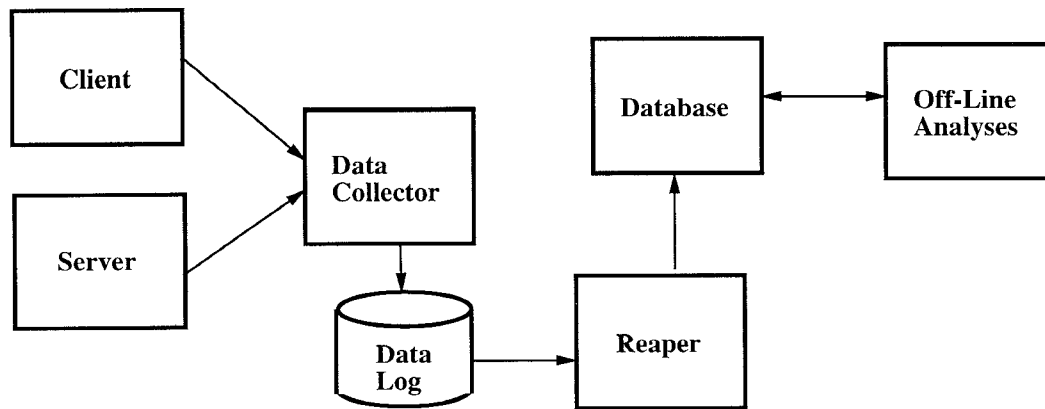 Client
Server
Data
Collector
Data
Log
Reaper
Database
Off-Line
Analyses